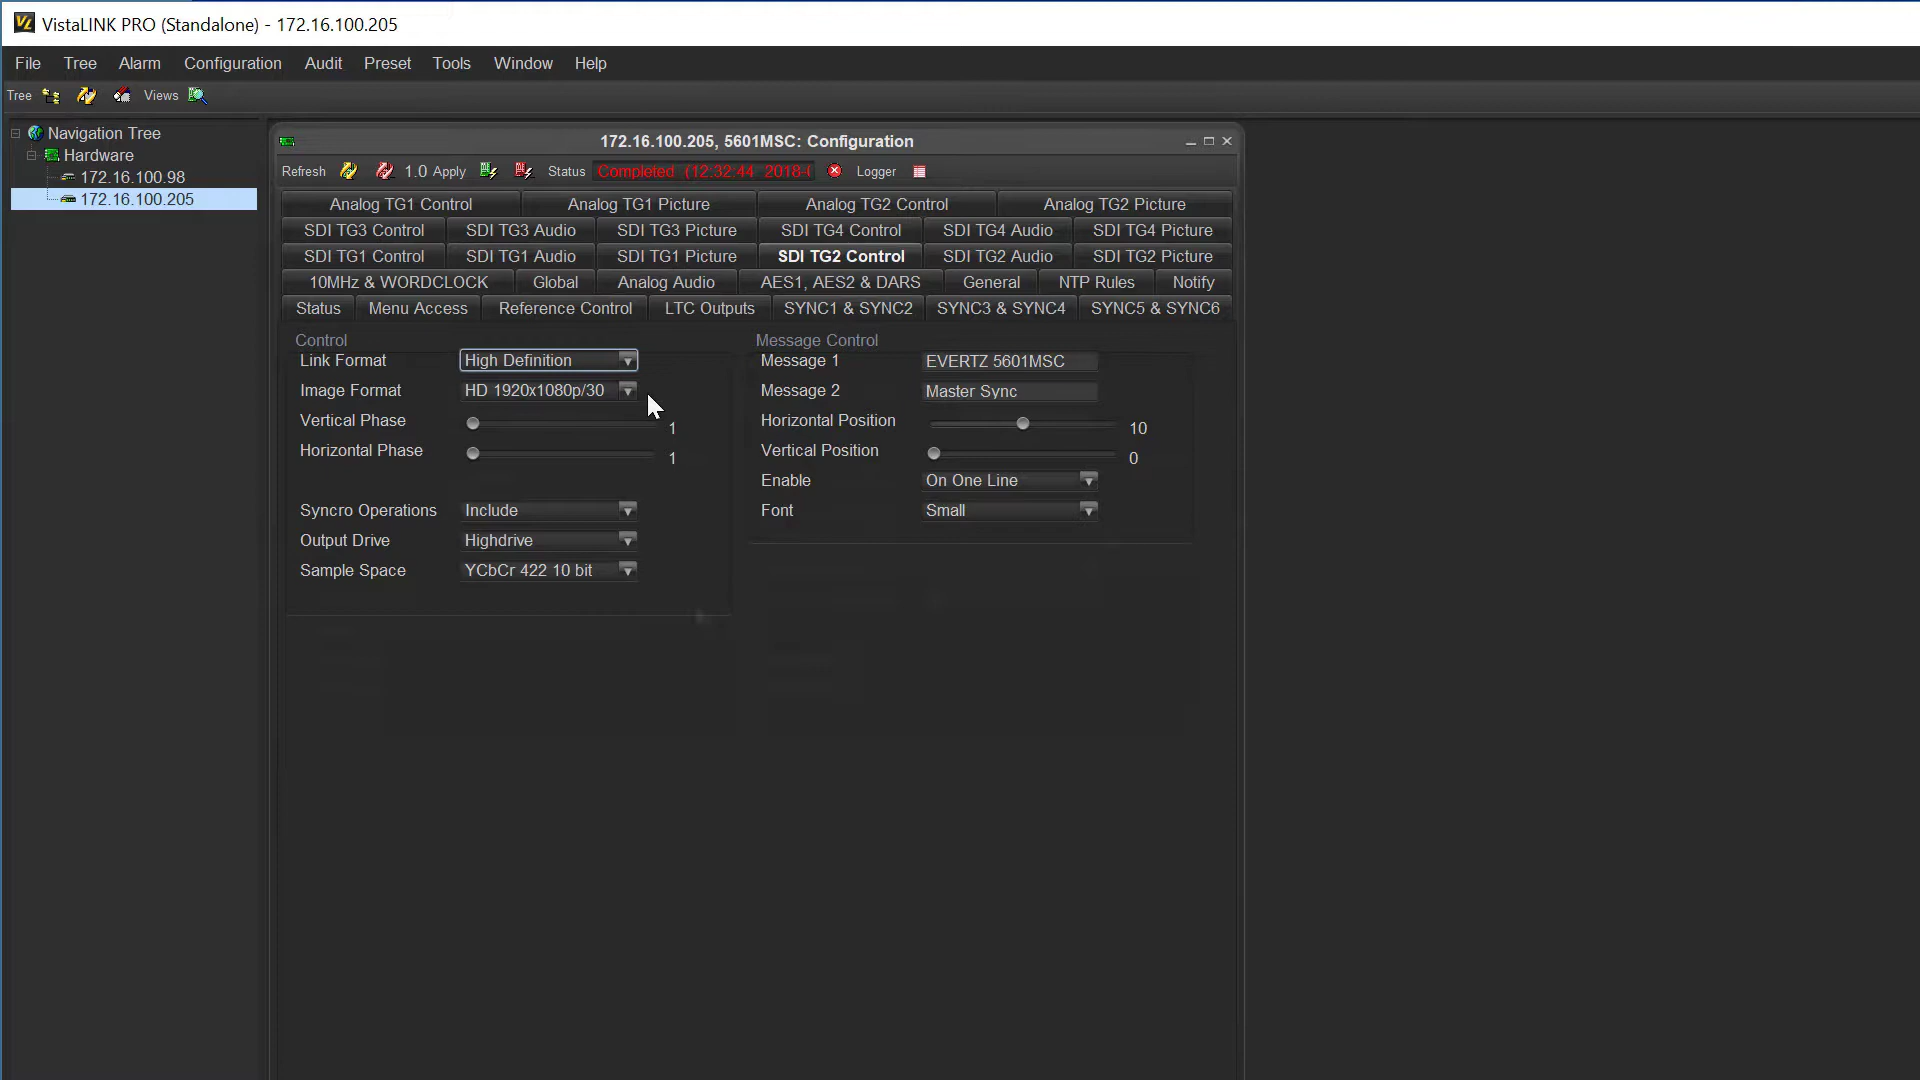 VistaLINK PRO (Standalone) - 172.16.100.205
File Tree Alarm Configuration Audit Preset Tools Window Help
Tree Views
Navigation Tree
Hardware
172.16.100.98
172.16.100.205
172.16.100.205, 5601MSC: Configuration
Refresh 1.0 Apply Status Completed (12:32:44 2018- Logger
Analog TG1 Control Analog TG1 Picture Analog TG2 Control Analog TG2 Picture
SDI TG3 Control SDI TG3 Audio SDI TG3 Picture SDI TG4 Control SDI TG4 Audio SDI TG4 Picture
SDI TG1 Control SDI TG1 Audio SDI TG1 Picture SDI TG2 Control SDI TG2 Audio SDI TG2 Picture
10MHz & WORDCLOCK Global Analog Audio AES1, AES2 & DARS General NTP Rules Notify
Status Menu Access Reference Control LTC Outputs SYNC1 & SYNC2 SYNC3 & SYNC4 SYNC5 & SYNC6
Control
Link Format High Definition
Image Format HD 1920x1080p/30
Vertical Phase 1
Horizontal Phase 1
Syncro Operations Include
Output Drive Highdrive
Sample Space YCbCr 422 10 bit
Message Control
Message 1 EVERTZ 5601MSC
Message 2 Master Sync
Horizontal Position 10
Vertical Position 0
Enable On One Line
Font Small